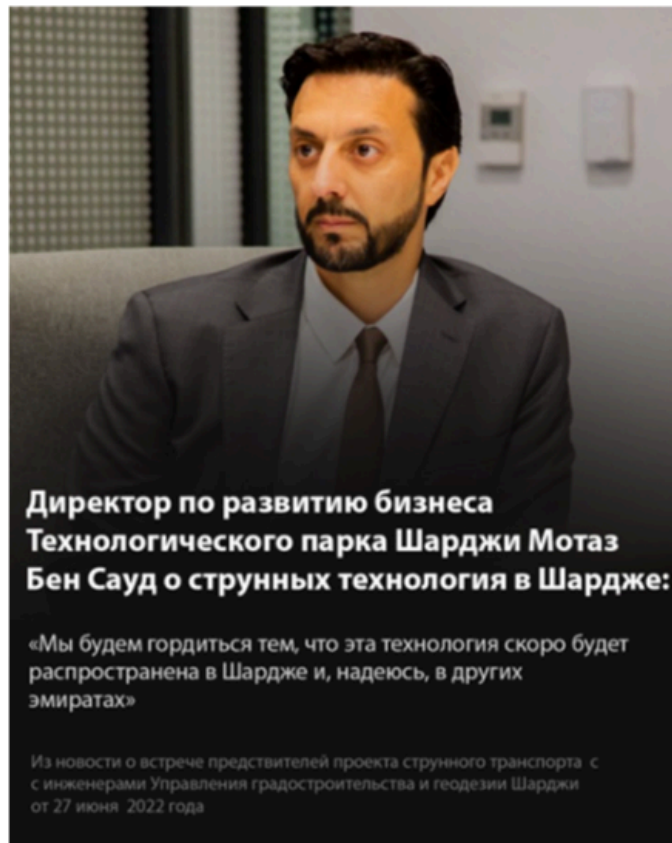 Директор по развитию бизнеса
Технологического парка Шарджи Мотаз
Бен Сауд о струнных технология в Шардже:
«Мы будем гордиться тем, что эта технология скоро будет
распространена в Шардже и, надеюсь, в других
эмиратах»
Из новости о встрече предствителей проекта струнного транспорта с
с инженерами Управления градостроительства и геодезии Шарджи
от 27 июня 2022 года